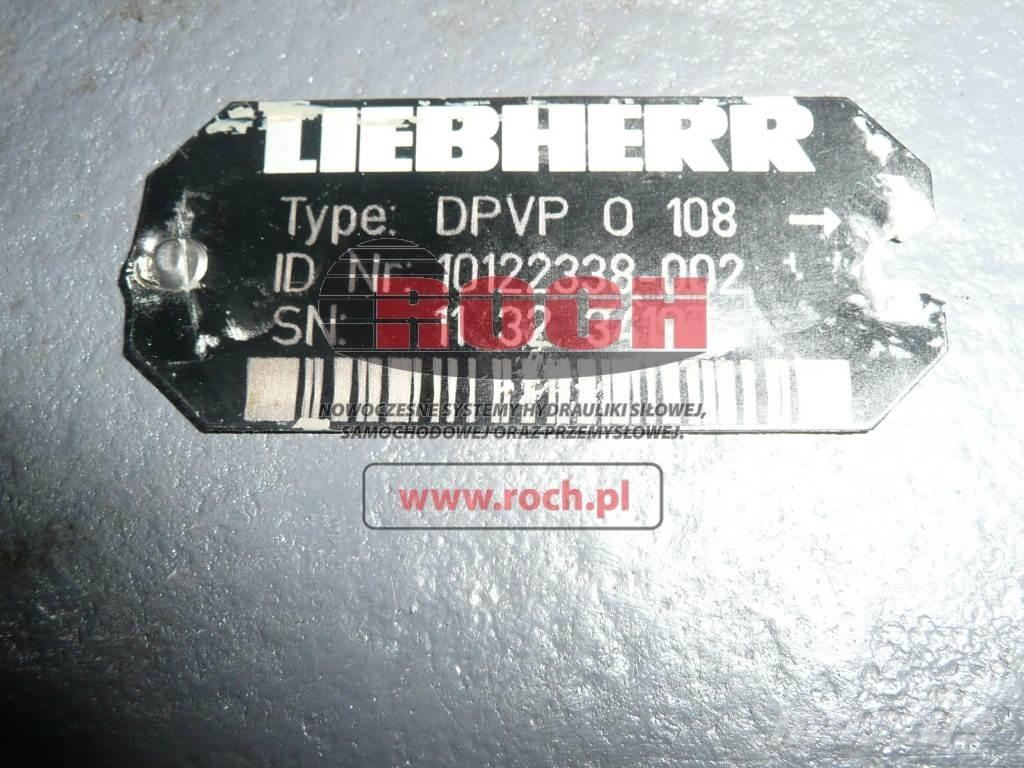 LIEBHERR
Type: DPVP O 108 →
ID Nr: 10122338 002
SN:
ROCH
NOWOCZESNE SYSTEMY HYDRAULIKI SIŁOWEJ,
SAMOCHODOWEJ ORAZ PRZEMYSŁOWEJ.
www.roch.pl